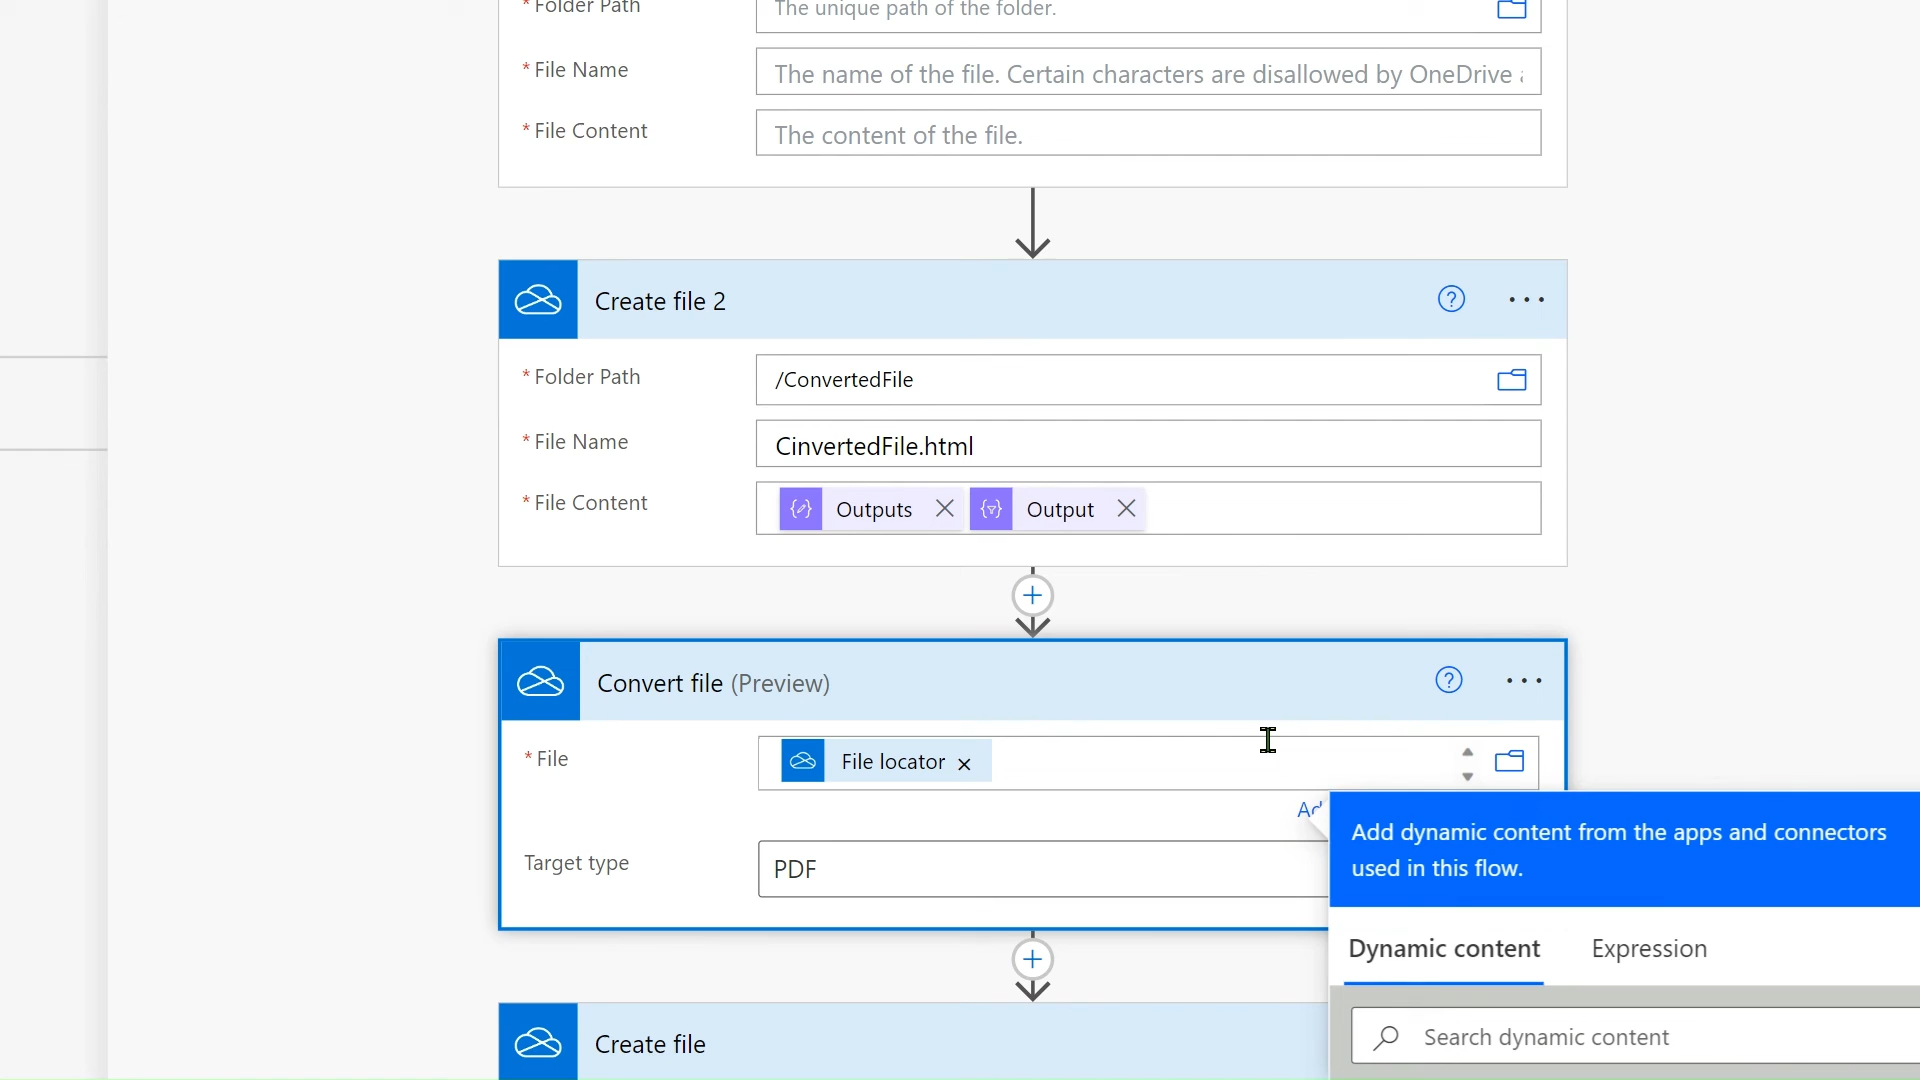 * Folder Path
The unique path of the folder.
* File Name
The name of the file. Certain characters are disallowed by OneDrive
* File Content
The content of the file.
Create file 2
?
* Folder Path
/ConvertedFile
* File Name
CinvertedFile.html
* File Content
Outputs
Output
Convert file (Preview)
?
* File
File locator
Target type
PDF
Add dynamic content from the apps and connectors
used in this flow.
Dynamic content
Expression
Search dynamic content
Create file